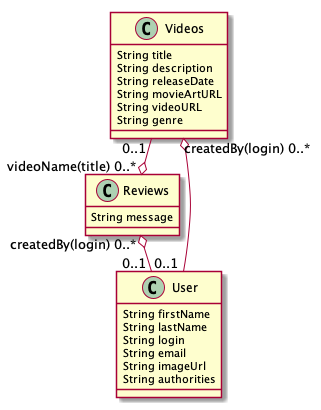 C Videos
String title
String description
String releaseDate
String movieArtURL
String videoURL
String genre
0..1
createdBy(login) 0..*
videoName(title) 0..*
C Reviews
String message
createdBy(login) 0..*
0..1 0..1
C User
String firstName
String lastName
String login
String email
String imageUrl
String authorities